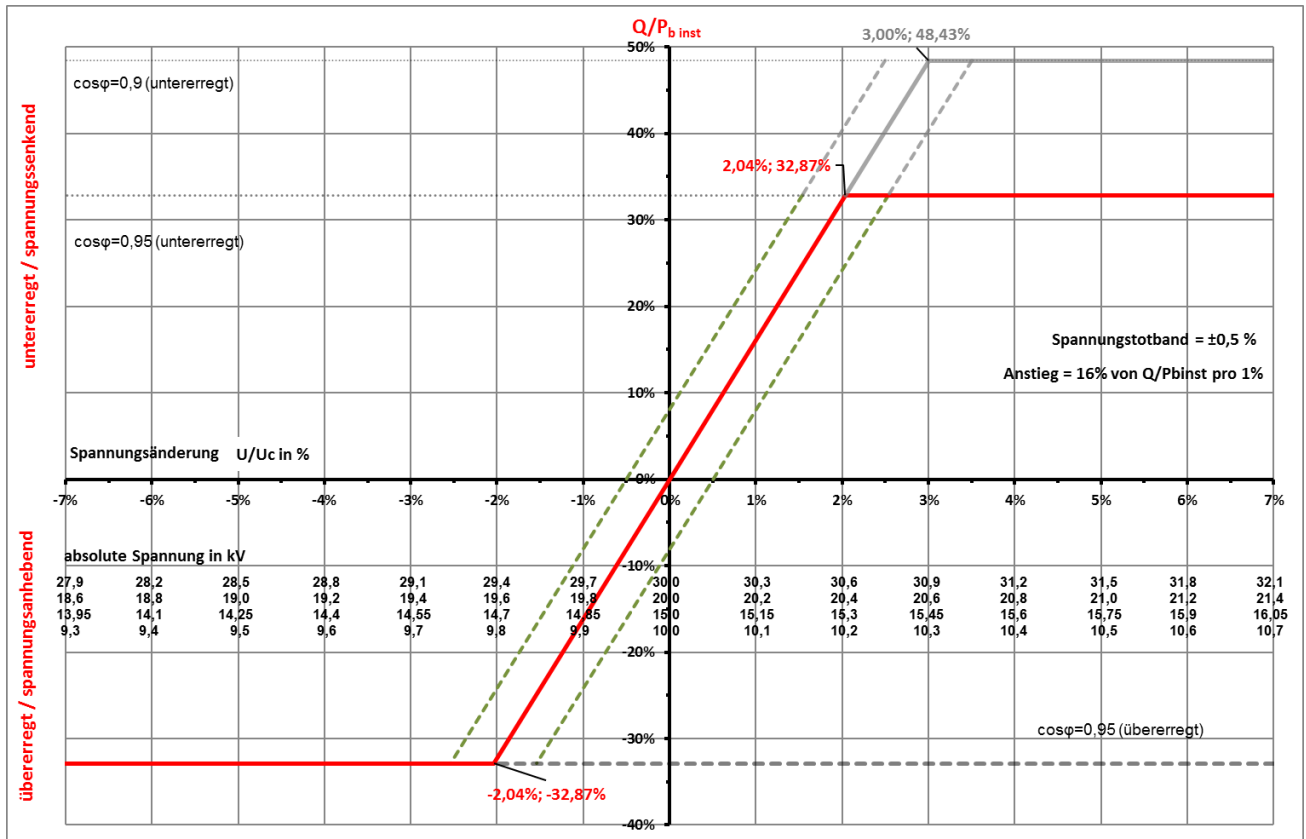 Q/Pb inst
3,00%; 48,43%
50%
cosφ=0,9 (untererregt)
40%
2,04%; 32,87%
30%
cosφ=0,95 (untererregt)
20%
Spannungstotband = ±0,5 %
Anstieg = 16% von Q/Pbinst pro 1%
10%
Spannungsänderung U/Uc in %
0%
-7% -6% -5% -4% -3% -2% -1% 0% 1% 2% 3% 4% 5% 6% 7%
absolute Spannung in kV
-10%
27,9 28,2 28,5 28,8 29,1 29,4 29,7 30,0 30,3 30,6 30,9 31,2 31,5 31,8 32,1
18,6 18,8 19,0 19,2 19,4 19,6 19,8 20,0 20,2 20,4 20,6 20,8 21,0 21,2 21,4
13,95 14,1 14,25 14,4 14,55 14,7 14,85 15,0 15,15 15,3 15,45 15,6 15,75 15,9 16,05
9,3 9,4 9,5 9,6 9,7 9,8 9,9 10,0 10,1 10,2 10,3 10,4 10,5 10,6 10,7
-20%
cosφ=0,95 (übererregt)
-30%
-2,04%; -32,87%
-40%
untererregt / spannungssenkend
übererregt / spannungsanhebend